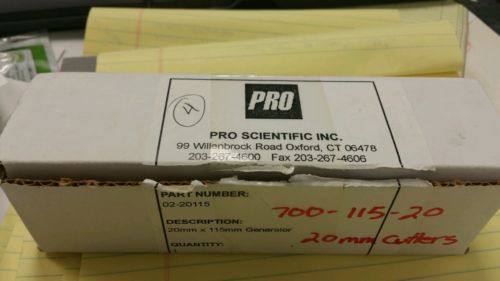 4
PRO
PRO SCIENTIFIC INC.
99 Willenbrock Road Oxford, CT 06478
203-267-4600 Fax 203-267-4606
PART NUMBER:
02-20115
DESCRIPTION:
20mm x 115mm Generator
QUANTITY:
1
700-115-20
20mm Cutters